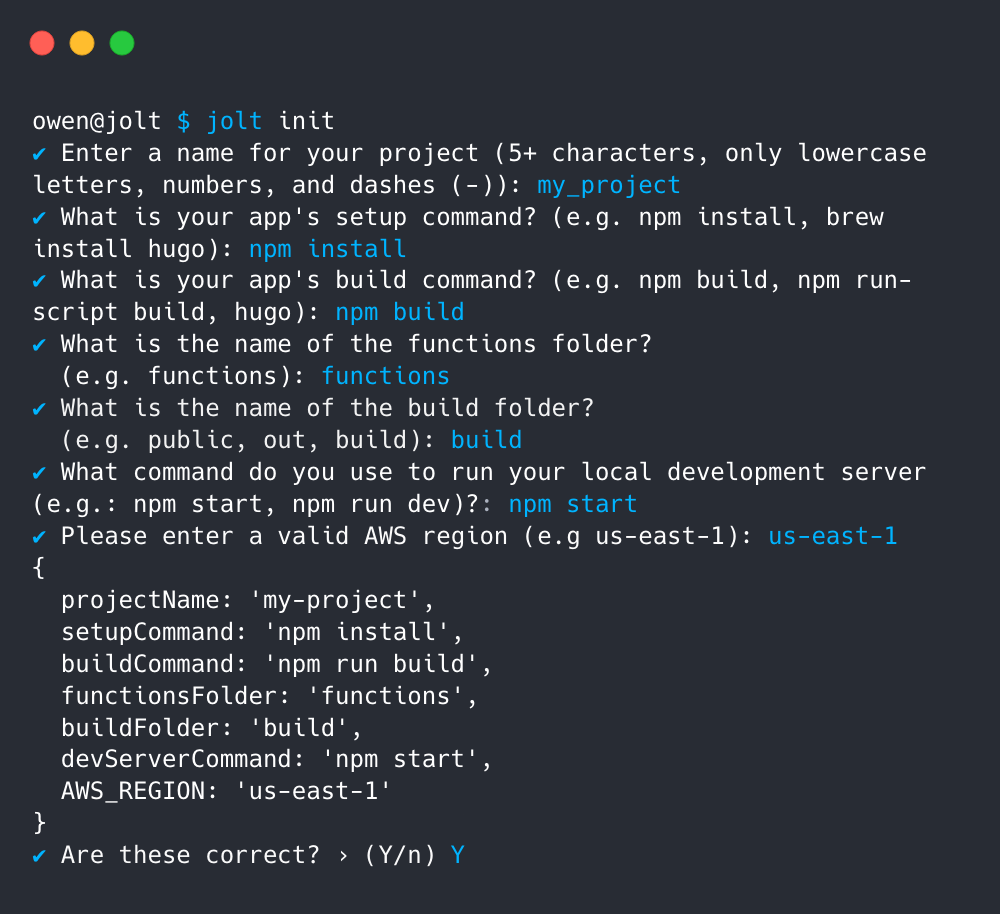 owen@jolt $ jolt init
✔ Enter a name for your project (5+ characters, only lowercase
letters, numbers, and dashes (-)): my_project
✔ What is your app's setup command? (e.g. npm install, brew
install hugo): npm install
✔ What is your app's build command? (e.g. npm build, npm run-
script build, hugo): npm build
✔ What is the name of the functions folder?
  (e.g. functions): functions
✔ What is the name of the build folder?
  (e.g. public, out, build): build
✔ What command do you use to run your local development server
(e.g.: npm start, npm run dev)?: npm start
✔ Please enter a valid AWS region (e.g us-east-1): us-east-1
{
  projectName: 'my-project',
  setupCommand: 'npm install',
  buildCommand: 'npm run build',
  functionsFolder: 'functions',
  buildFolder: 'build',
  devServerCommand: 'npm start',
  AWS_REGION: 'us-east-1'
}
✔ Are these correct? › (Y/n) Y